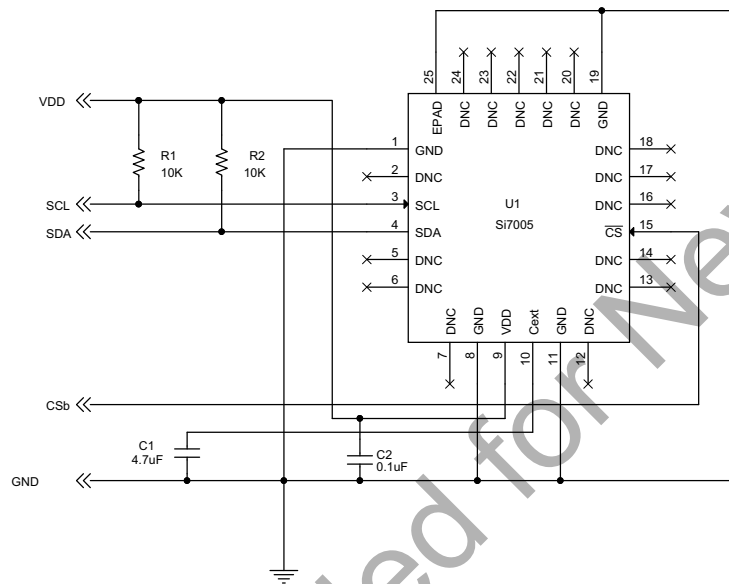 25
24
23
22
21
20
19
EPAD
DNC
DNC
DNC
DNC
DNC
GND
VDD
R1
10K
R2
10K
SCL
SDA
1
2
3
4
5
6
GND
DNC
SCL
SDA
DNC
DNC
U1
Si7005
DNC
DNC
DNC
CS
DNC
DNC
18
17
16
15
14
13
DNC
GND
VDD
Cext
GND
DNC
7
8
9
10
11
12
CSb
C1
4.7uF
C2
0.1uF
GND
ded for Ne